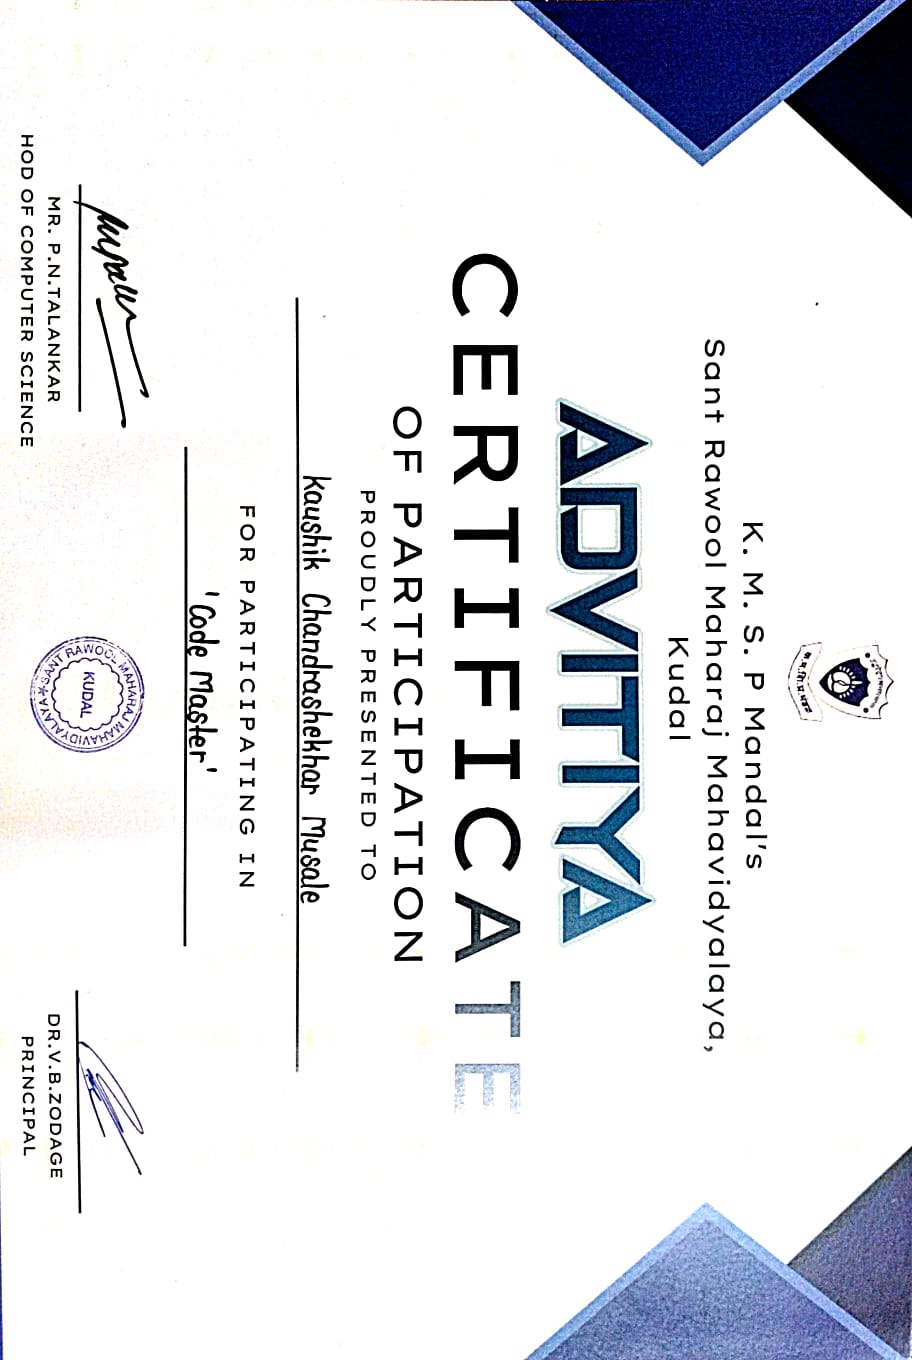 क.म.शि.प्र.मंडळ
K. M. S. P Mandal's
Sant Rawool Maharaj Mahavidyalaya,
Kudal
ADVITIYA
CERTIFICATE
OF PARTICIPATION
PROUDLY PRESENTED TO
Kaushik Chandrashekhar Musale
FOR PARTICIPATING IN
'Code Master'
SANT RAWOOL MAHARAJ MAHAVIDYALAYA
KUDAL
MR. P.N.TALANKAR
HOD OF COMPUTER SCIENCE
DR.V.B.ZODAGE
PRINCIPAL